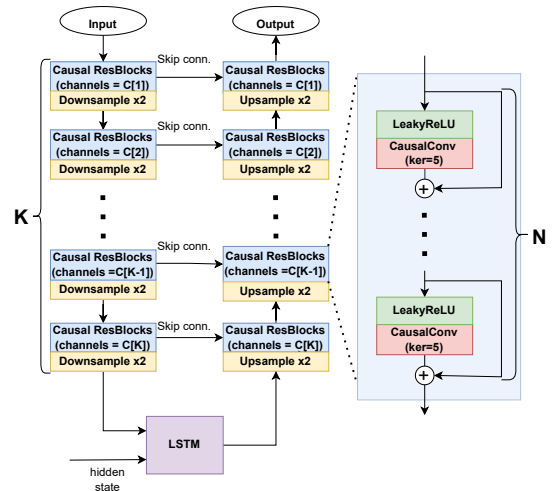 Input
Output
Skip conn.
Causal ResBlocks
(channels = C[1])
Downsample x2
Causal ResBlocks
(channels = C[1])
Upsample x2
Skip conn.
Causal ResBlocks
(channels = C[2])
Downsample x2
Causal ResBlocks
(channels = C[2])
Upsample x2
K
Skip conn.
Causal ResBlocks
(channels =C[K-1])
Downsample x2
Causal ResBlocks
(channels =C[K-1])
Upsample x2
Skip conn.
Causal ResBlocks
(channels = C[K])
Downsample x2
Causal ResBlocks
(channels = C[K])
Upsample x2
LSTM
hidden
state
LeakyReLU
CausalConv
(ker=5)
+
N
LeakyReLU
CausalConv
(ker=5)
+